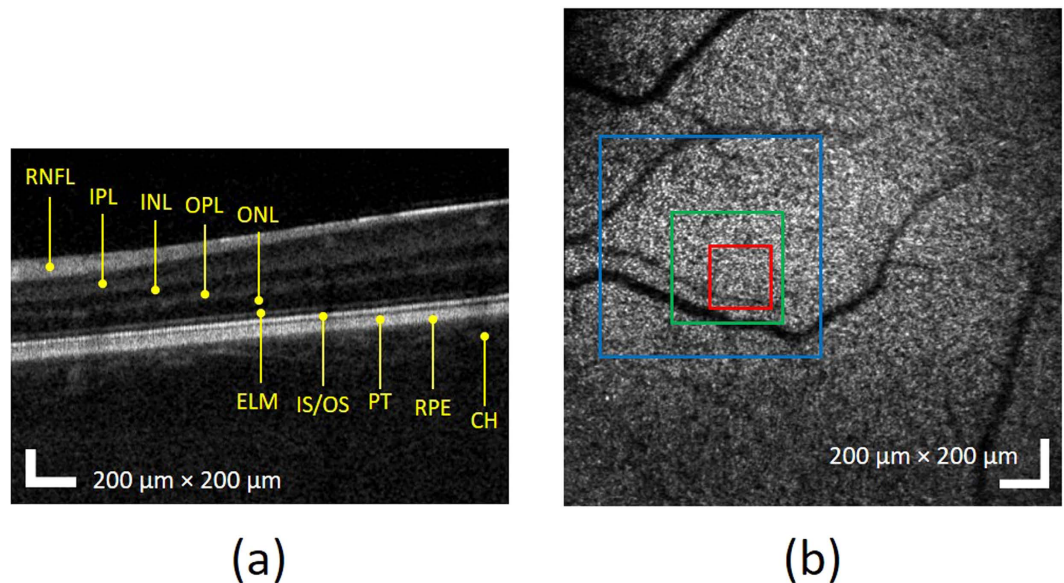 RNFL
IPL
INL
OPL
ONL
ELM
IS/OS
PT
RPE
CH
200 μm × 200 μm
200 μm × 200 μm
(a)
(b)